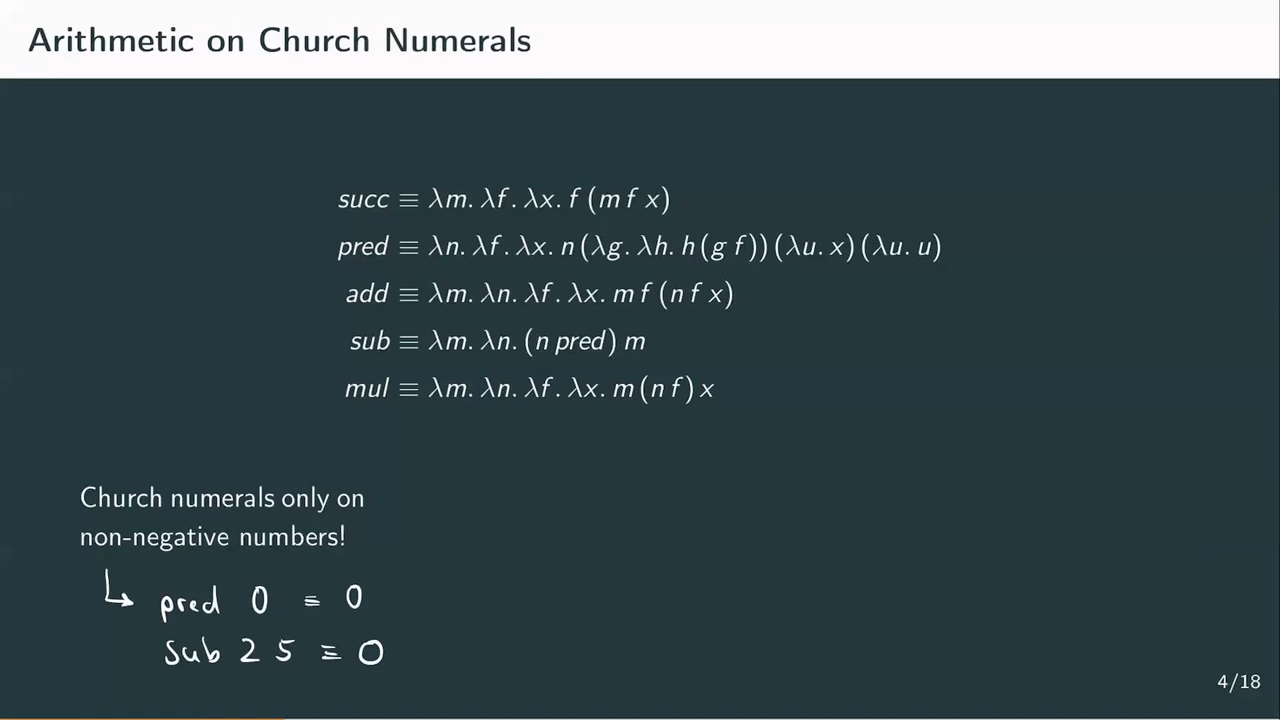 Arithmetic on Church Numerals
succ ≡ λm. λf. λx. f (m f x)
pred ≡ λn. λf. λx. n (λg. λh. h (g f)) (λu. x) (λu. u)
add ≡ λm. λn. λf. λx. m f (n f x)
sub ≡ λm. λn. (n pred) m
mul ≡ λm. λn. λf. λx. m (n f) x
Church numerals only on
non-negative numbers!
↳ pred 0 ≡ 0
sub 2 5 ≡ 0
4/18